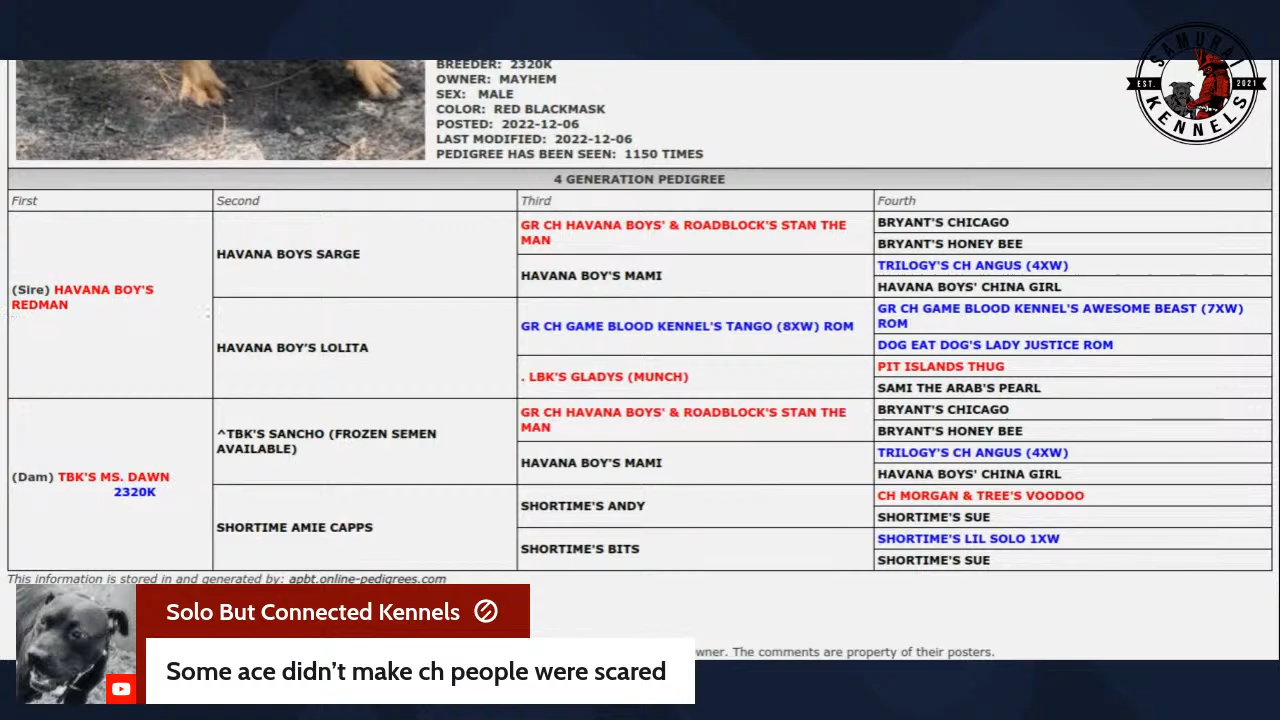 BREEDER: 2320K
OWNER: MAYHEM
SEX: MALE
COLOR: RED BLACKMASK
POSTED: 2022-12-06
LAST MODIFIED: 2022-12-06
PEDIGREE HAS BEEN SEEN: 1150 TIMES
SAMURAI
EST. 2021
KENNELS
4 GENERATION PEDIGREE
First Second Third Fourth
(Sire) HAVANA BOY'S
REDMAN
HAVANA BOYS SARGE
GR CH HAVANA BOYS' & ROADBLOCK'S STAN THE
MAN
BRYANT'S CHICAGO
BRYANT'S HONEY BEE
HAVANA BOY'S MAMI
TRILOGY'S CH ANGUS (4XW)
HAVANA BOYS' CHINA GIRL
HAVANA BOY'S LOLITA
GR CH GAME BLOOD KENNEL'S TANGO (8XW) ROM
GR CH GAME BLOOD KENNEL'S AWESOME BEAST (7XW)
ROM
DOG EAT DOG'S LADY JUSTICE ROM
. LBK'S GLADYS (MUNCH)
PIT ISLANDS THUG
SAMI THE ARAB'S PEARL
(Dam) TBK'S MS. DAWN
2320K
^TBK'S SANCHO (FROZEN SEMEN
AVAILABLE)
GR CH HAVANA BOYS' & ROADBLOCK'S STAN THE
MAN
BRYANT'S CHICAGO
BRYANT'S HONEY BEE
HAVANA BOY'S MAMI
TRILOGY'S CH ANGUS (4XW)
HAVANA BOYS' CHINA GIRL
SHORTIME AMIE CAPPS
SHORTIME'S ANDY
CH MORGAN & TREE'S VOODOO
SHORTIME'S SUE
SHORTIME'S BITS
SHORTIME'S LIL SOLO 1XW
SHORTIME'S SUE
This information is stored in and generated by: apbt.online-pedigrees.com
wner. The comments are property of their posters.
Solo But Connected Kennels
Some ace didn't make ch people were scared